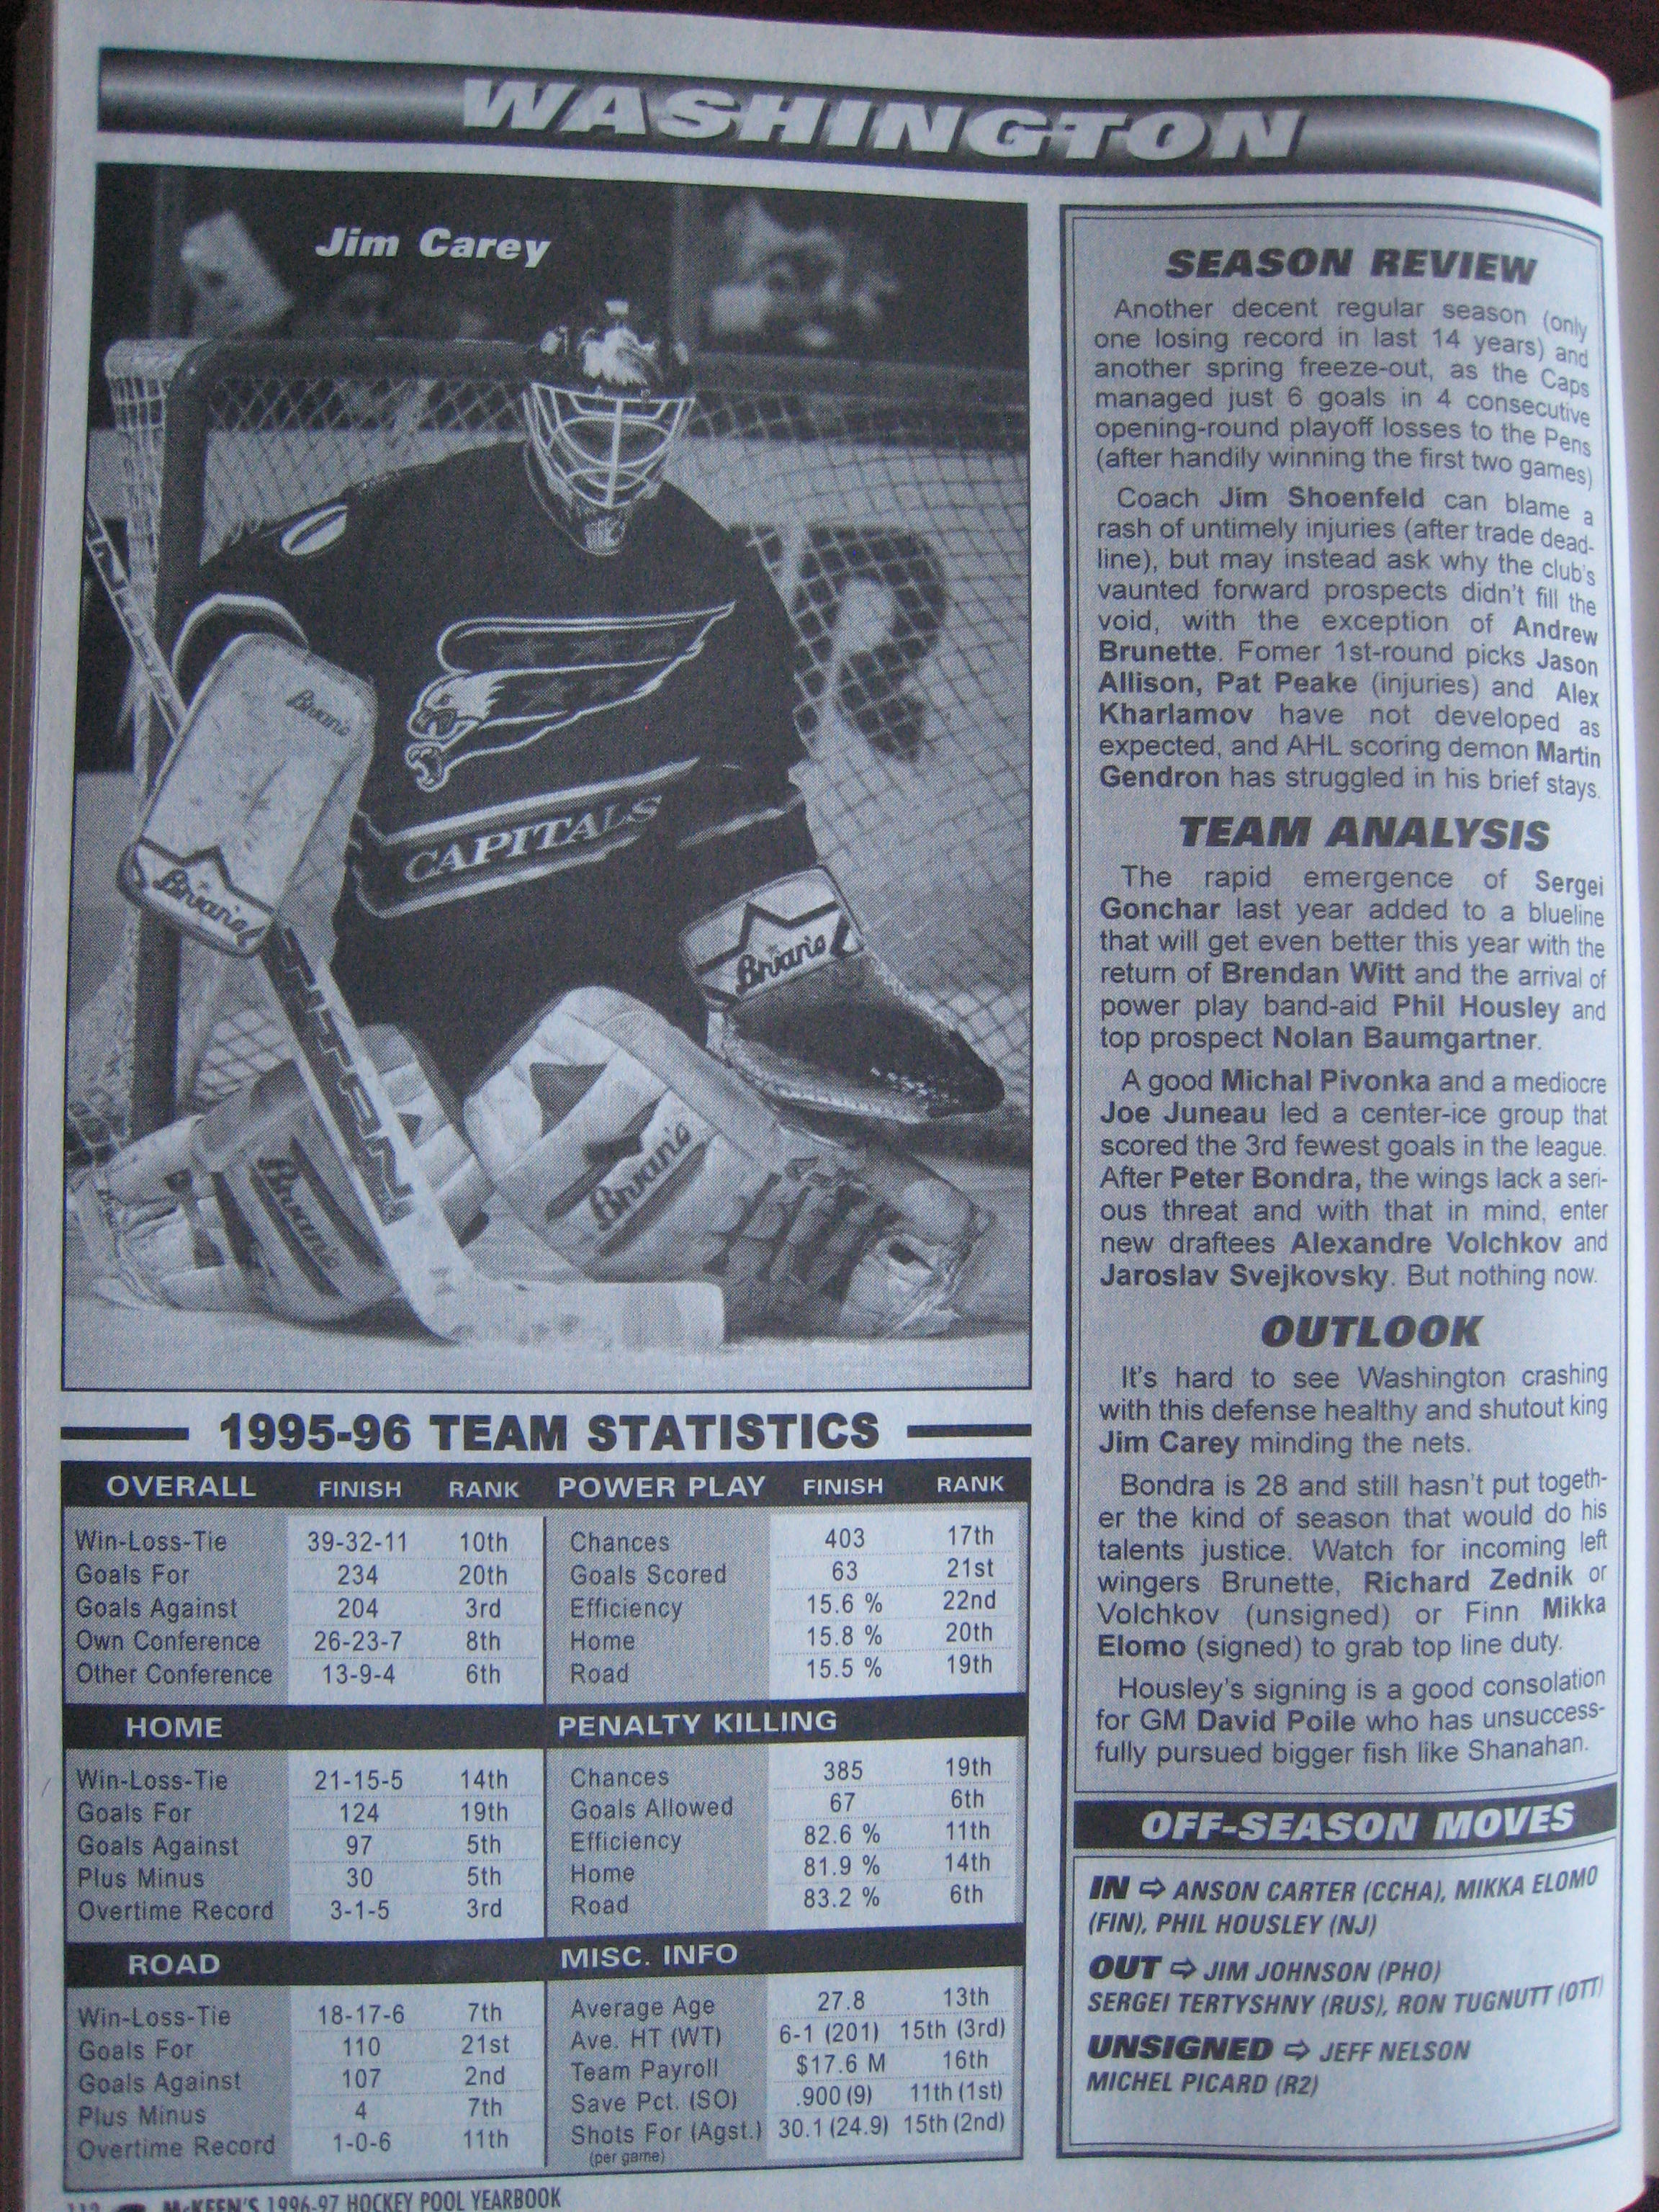 WASHINGTON
Jim Carey
Brian's
CAPITALS
Brian's
Brian's
Brian's
Brian's
1995-96 TEAM STATISTICS
OVERALL FINISH RANK
Win-Loss-Tie 39-32-11 10th
Goals For 234 20th
Goals Against 204 3rd
Own Conference 26-23-7 8th
Other Conference 13-9-4 6th
HOME
Win-Loss-Tie 21-15-5 14th
Goals For 124 19th
Goals Against 97 5th
Plus Minus 30 5th
Overtime Record 3-1-5 3rd
ROAD
Win-Loss-Tie 18-17-6 7th
Goals For 110 21st
Goals Against 107 2nd
Plus Minus 4 7th
Overtime Record 1-0-6 11th
POWER PLAY FINISH RANK
Chances 403 17th
Goals Scored 63 21st
Efficiency 15.6 % 22nd
Home 15.8 % 20th
Road 15.5 % 19th
PENALTY KILLING
Chances 385 19th
Goals Allowed 67 6th
Efficiency 82.6 % 11th
Home 81.9 % 14th
Road 83.2 % 6th
MISC. INFO
Average Age 27.8 13th
Ave. HT (WT) 6-1 (201) 15th (3rd)
Team Payroll $17.6 M 16th
Save Pct. (SO) .900 (9) 11th (1st)
Shots For (Agst.) 30.1 (24.9) 15th (2nd)
(per game)
SEASON REVIEW
Another decent regular season (only
one losing record in last 14 years) and
another spring freeze-out, as the Caps
managed just 6 goals in 4 consecutive
opening-round playoff losses to the Pens
(after handily winning the first two games)
Coach Jim Shoenfeld can blame a
rash of untimely injuries (after trade dead-
line), but may instead ask why the club's
vaunted forward prospects didn't fill the
void, with the exception of Andrew
Brunette. Fomer 1st-round picks Jason
Allison, Pat Peake (injuries) and Alex
Kharlamov have not developed as
expected, and AHL scoring demon Martin
Gendron has struggled in his brief stays.
TEAM ANALYSIS
The rapid emergence of Sergei
Gonchar last year added to a blueline
that will get even better this year with the
return of Brendan Witt and the arrival of
power play band-aid Phil Housley and
top prospect Nolan Baumgartner.
A good Michal Pivonka and a mediocre
Joe Juneau led a center-ice group that
scored the 3rd fewest goals in the league.
After Peter Bondra, the wings lack a seri-
ous threat and with that in mind, enter
new draftees Alexandre Volchkov and
Jaroslav Svejkovsky. But nothing now.
OUTLOOK
It's hard to see Washington crashing
with this defense healthy and shutout king
Jim Carey minding the nets.
Bondra is 28 and still hasn't put togeth-
er the kind of season that would do his
talents justice. Watch for incoming left
wingers Brunette, Richard Zednik or
Volchkov (unsigned) or Finn Mikka
Elomo (signed) to grab top line duty.
Housley's signing is a good consolation
for GM David Poile who has unsuccess-
fully pursued bigger fish like Shanahan.
OFF-SEASON MOVES
IN ⇨ ANSON CARTER (CCHA), MIKKA ELOMO
(FIN), PHIL HOUSLEY (NJ)
OUT ⇨ JIM JOHNSON (PHO)
SERGEI TERTYSHNY (RUS), RON TUGNUTT (OTT)
UNSIGNED ⇨ JEFF NELSON
MICHEL PICARD (R2)
112 McKEEN'S 1996-97 HOCKEY POOL YEARBOOK